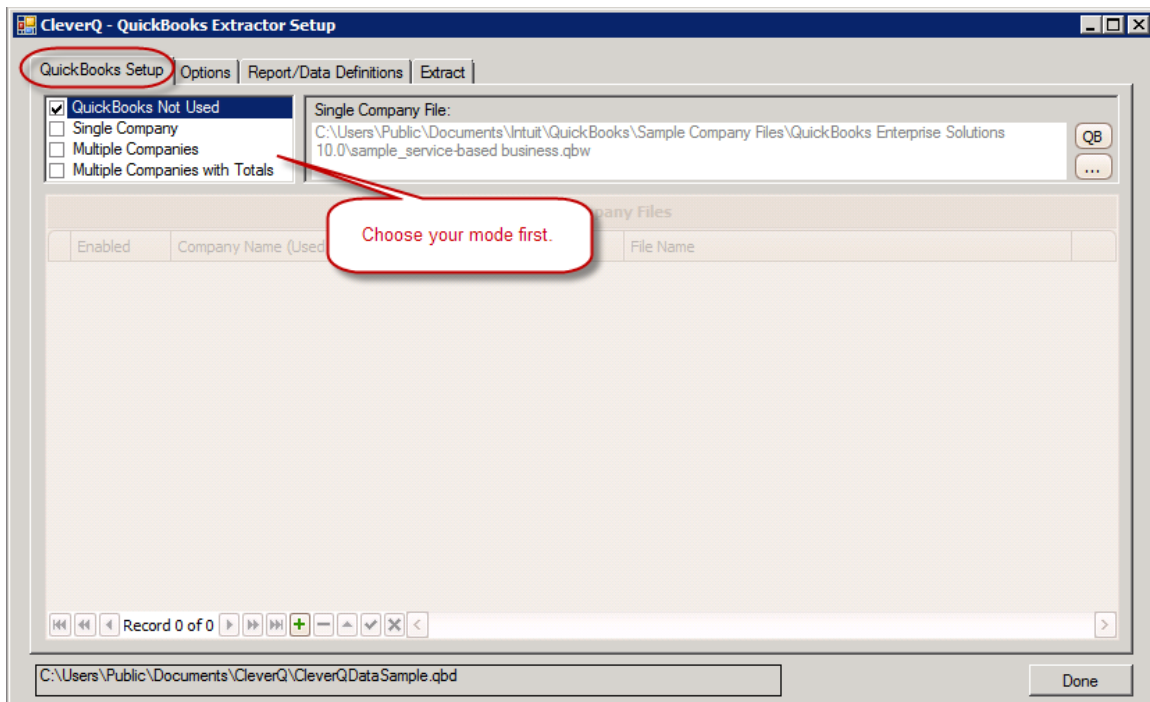 CleverQ - QuickBooks Extractor Setup
QuickBooks Setup
Options
Report/Data Definitions
Extract
QuickBooks Not Used
Single Company
Multiple Companies
Multiple Companies with Totals
Single Company File:
C:\Users\Public\Documents\Intuit\QuickBooks\Sample Company Files\QuickBooks Enterprise Solutions
10.0\sample_service-based business.qbw
QB
...
Choose your mode first.
pany Files
Enabled
Company Name (Used
File Name
Record 0 of 0
C:\Users\Public\Documents\CleverQ\CleverQDataSample.qbd
Done